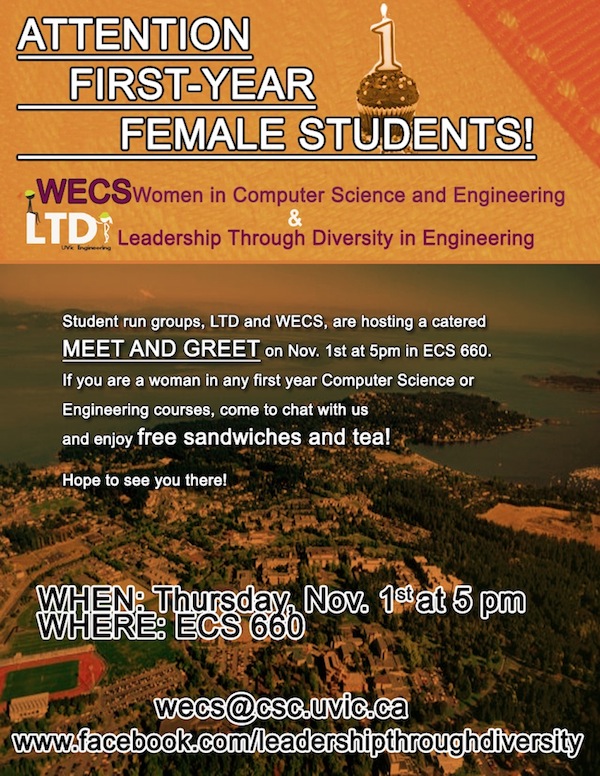 ATTENTION
FIRST-YEAR
FEMALE STUDENTS!
1
WECS Women in Computer Science and Engineering
&
LTD Leadership Through Diversity in Engineering
UVic Engineering
Student run groups, LTD and WECS, are hosting a catered
MEET AND GREET on Nov. 1st at 5pm in ECS 660.
If you are a woman in any first year Computer Science or
Engineering courses, come to chat with us
and enjoy free sandwiches and tea!
Hope to see you there!
WHEN: Thursday, Nov. 1st at 5 pm
WHERE: ECS 660
wecs@csc.uvic.ca
www.facebook.com/leadershipthroughdiversity